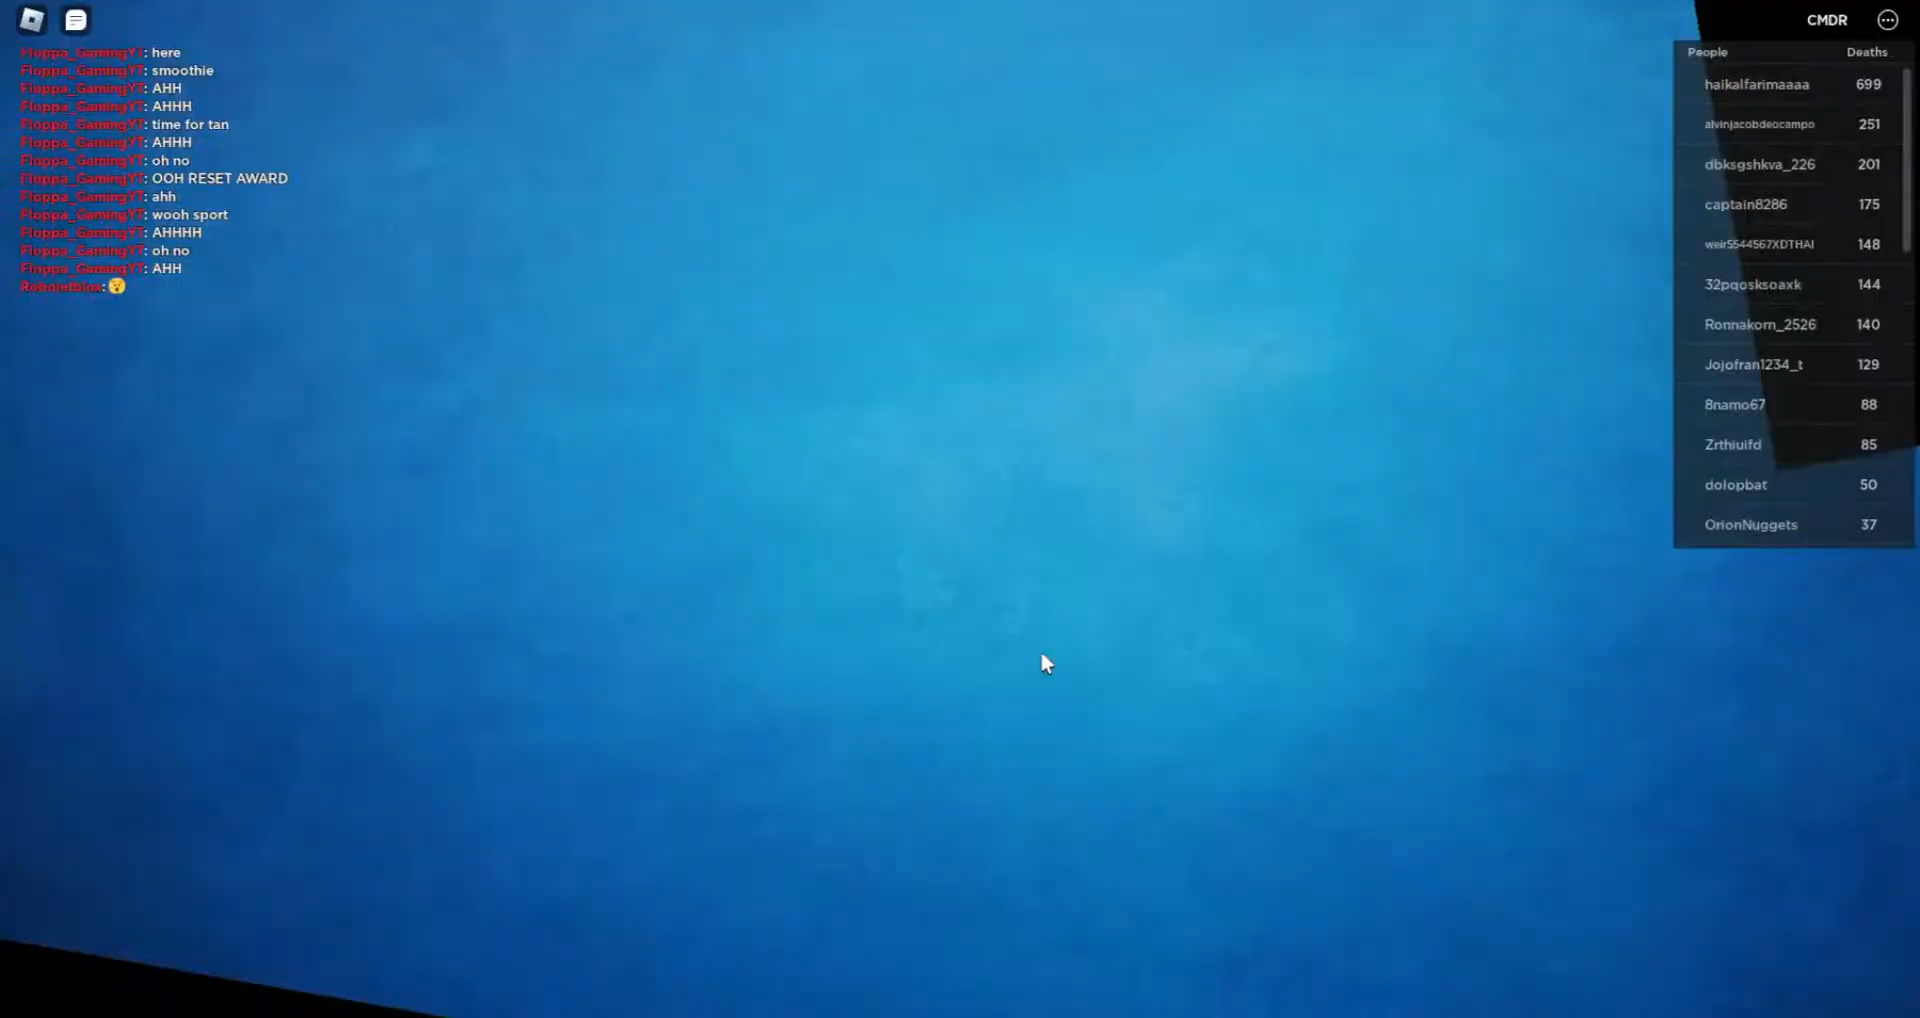 CMDR
Floppa_GamingYT: here
Floppa_GamingYT: smoothie
Floppa_GamingYT: AHH
Floppa_GamingYT: AHHH
Floppa_GamingYT: time for tan
Floppa_GamingYT: AHHH
Floppa_GamingYT: oh no
Floppa_GamingYT: OOH RESET AWARD
Floppa_GamingYT: ahh
Floppa_GamingYT: wooh sport
Floppa_GamingYT: AHHHH
Floppa_GamingYT: oh no
Floppa_GamingYT: AHH
Robojetblox: 😯
People Deaths
haikalfarimaaaa 699
alvinjacobdeocampo 251
dbksgshkva_226 201
captain8286 175
weir5544567XDTHAI 148
32pqosksoaxk 144
Ronnakorn_2526 140
Jojofran1234_t 129
8namo67 88
Zrthiuifd 85
dolopbat 50
OrionNuggets 37